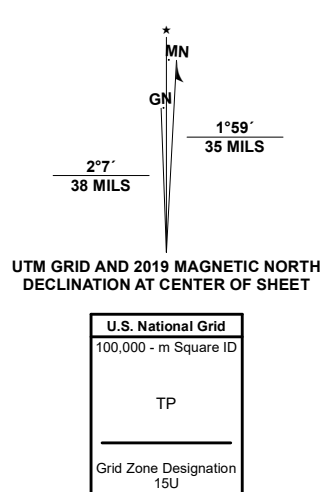 ★
MN
GN
1°59´
35 MILS
2°7´
38 MILS
UTM GRID AND 2019 MAGNETIC NORTH
DECLINATION AT CENTER OF SHEET
U.S. National Grid
100,000 - m Square ID
TP
Grid Zone Designation
15U